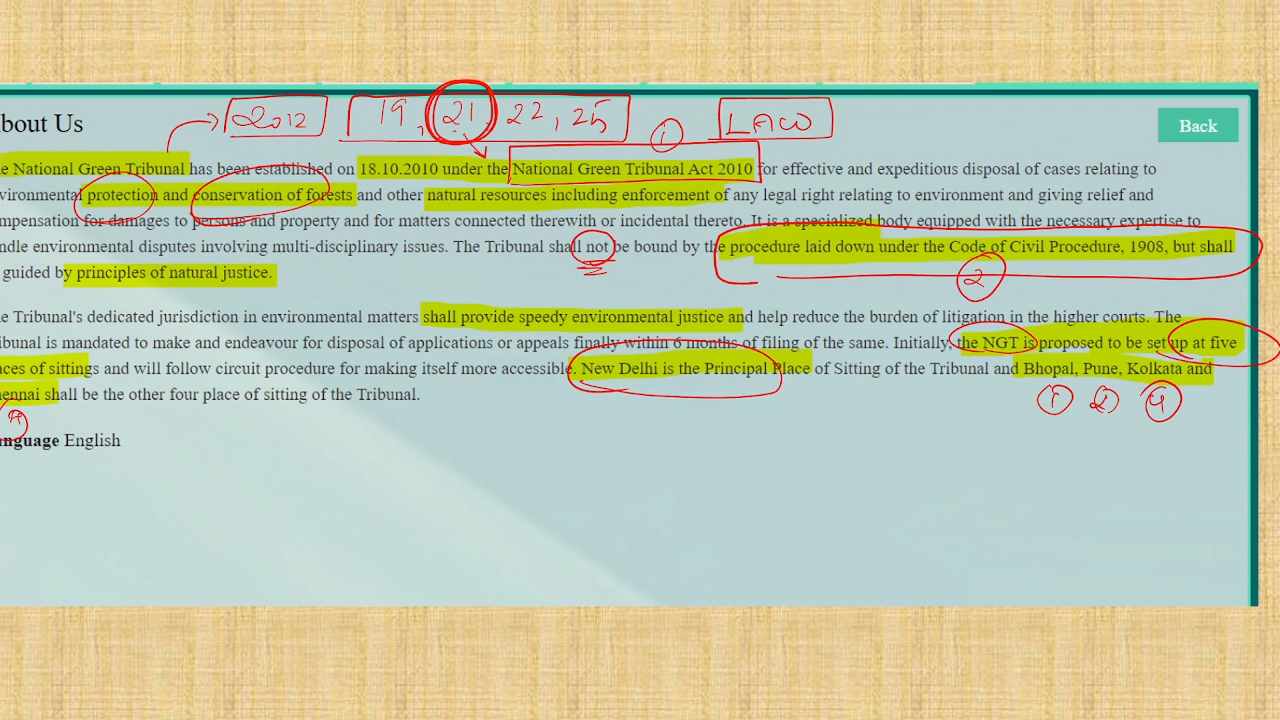 2012 19, 21, 22, 25 LAW
bout Us
Back
1
e National Green Tribunal has been established on 18.10.2010 under the National Green Tribunal Act 2010 for effective and expeditious disposal of cases relating to
vironmental protection and conservation of forests and other natural resources including enforcement of any legal right relating to environment and giving relief and
mpensation for damages to persons and property and for matters connected therewith or incidental thereto. It is a specialized body equipped with the necessary expertise to
ndle environmental disputes involving multi-disciplinary issues. The Tribunal shall not be bound by the procedure laid down under the Code of Civil Procedure, 1908, but shall
guided by principles of natural justice.
2
e Tribunal's dedicated jurisdiction in environmental matters shall provide speedy environmental justice and help reduce the burden of litigation in the higher courts. The
ibunal is mandated to make and endeavour for disposal of applications or appeals finally within 6 months of filing of the same. Initially, the NGT is proposed to be set up at five
aces of sittings and will follow circuit procedure for making itself more accessible. New Delhi is the Principal Place of Sitting of the Tribunal and Bhopal, Pune, Kolkata and
ennai shall be the other four place of sitting of the Tribunal.
1 2 4
nguage English